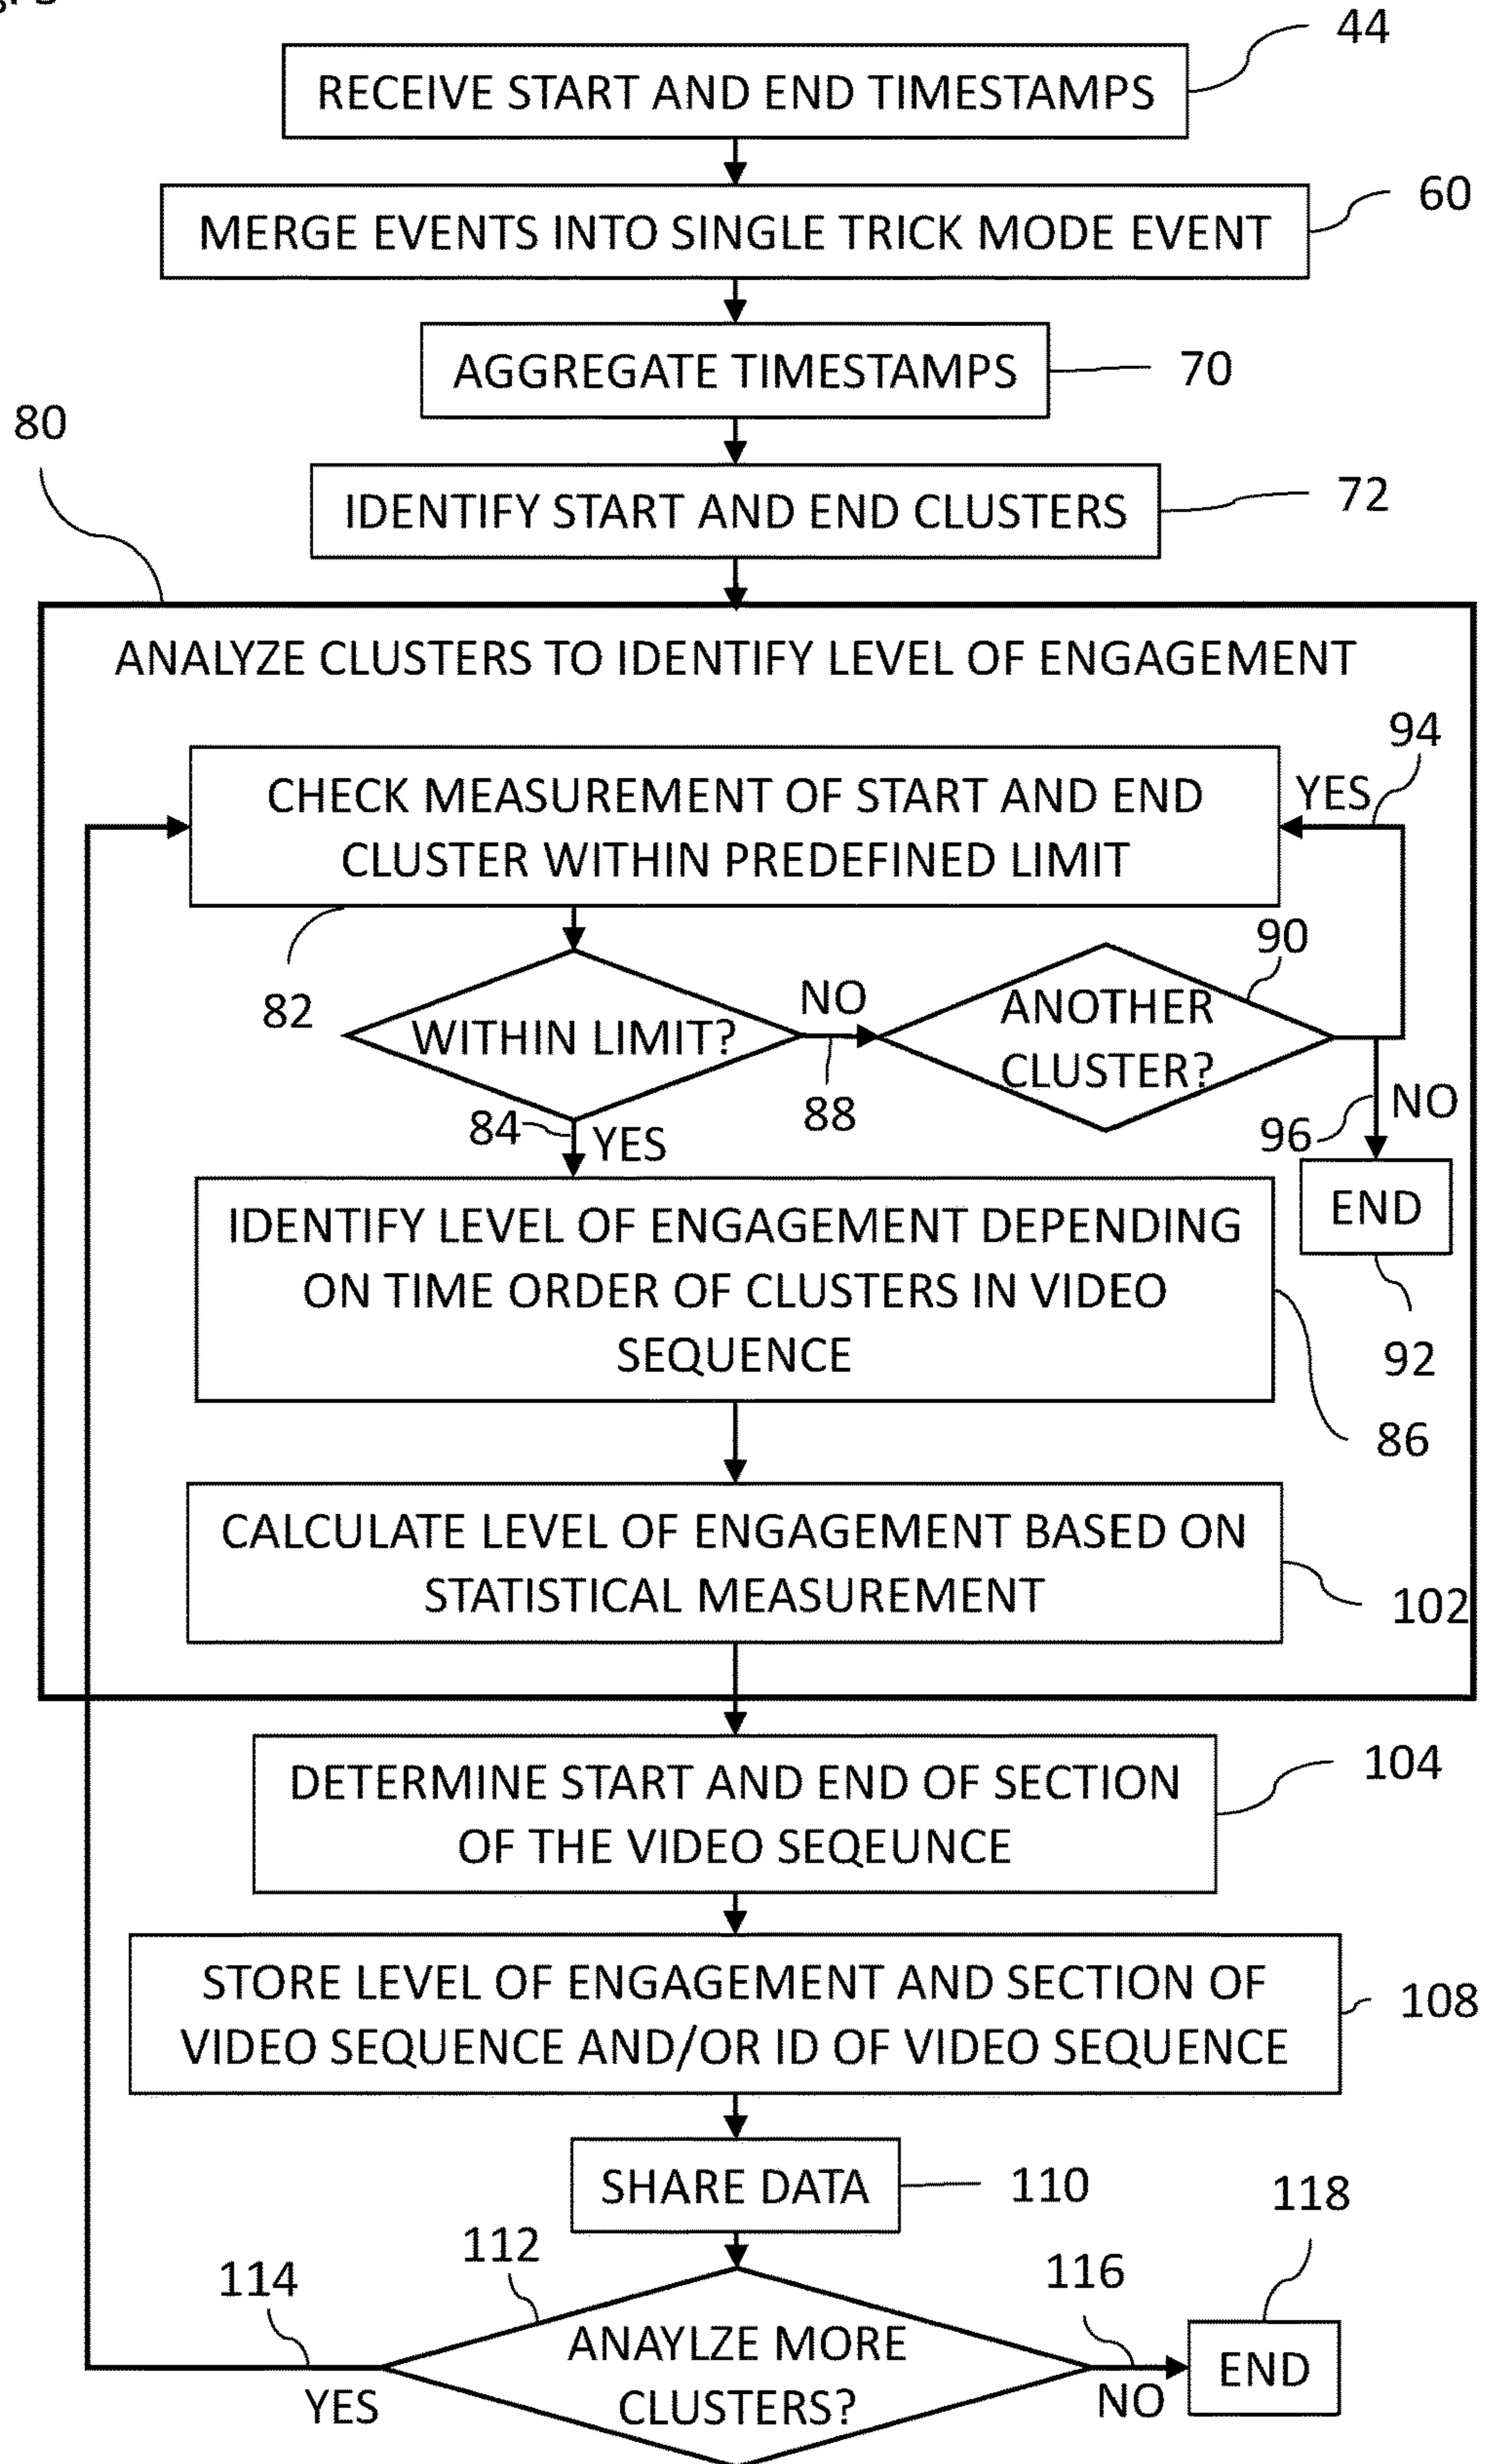 44
RECEIVE START AND END TIMESTAMPS
60
MERGE EVENTS INTO SINGLE TRICK MODE EVENT
AGGREGATE TIMESTAMPS
70
80
IDENTIFY START AND END CLUSTERS
72
ANALYZE CLUSTERS TO IDENTIFY LEVEL OF ENGAGEMENT
94
CHECK MEASUREMENT OF START AND END
CLUSTER WITHIN PREDEFINED LIMIT
YES
82
90
WITHIN LIMIT?
NO
88
ANOTHER
CLUSTER?
84
YES
96
NO
END
92
IDENTIFY LEVEL OF ENGAGEMENT DEPENDING
ON TIME ORDER OF CLUSTERS IN VIDEO
SEQUENCE
86
CALCULATE LEVEL OF ENGAGEMENT BASED ON
STATISTICAL MEASUREMENT
102
DETERMINE START AND END OF SECTION
OF THE VIDEO SEQEUNCE
104
STORE LEVEL OF ENGAGEMENT AND SECTION OF
VIDEO SEQUENCE AND/OR ID OF VIDEO SEQUENCE
108
SHARE DATA
110
112
118
114
116
ANAYLZE MORE
CLUSTERS?
YES
NO
END